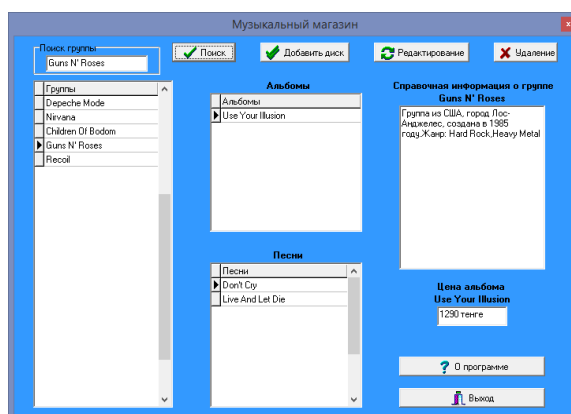 Музыкальный магазин
Поиск группы
Guns N' Roses
Поиск
Добавить диск
Редактирование
Удаление
Группы
Depeche Mode
Nirvana
Children Of Bodom
Guns N' Roses
Recoil
Альбомы
Альбомы
Use Your Illusion
Песни
Песни
Don't Cry
Live And Let Die
Справочная информация о группе
Guns N' Roses
Группа из США, город Лос-
Анджелес, создана в 1985
году.Жанр: Hard Rock,Heavy Metal
Цена альбома
Use Your Illusion
1290 тенге
О программе
Выход